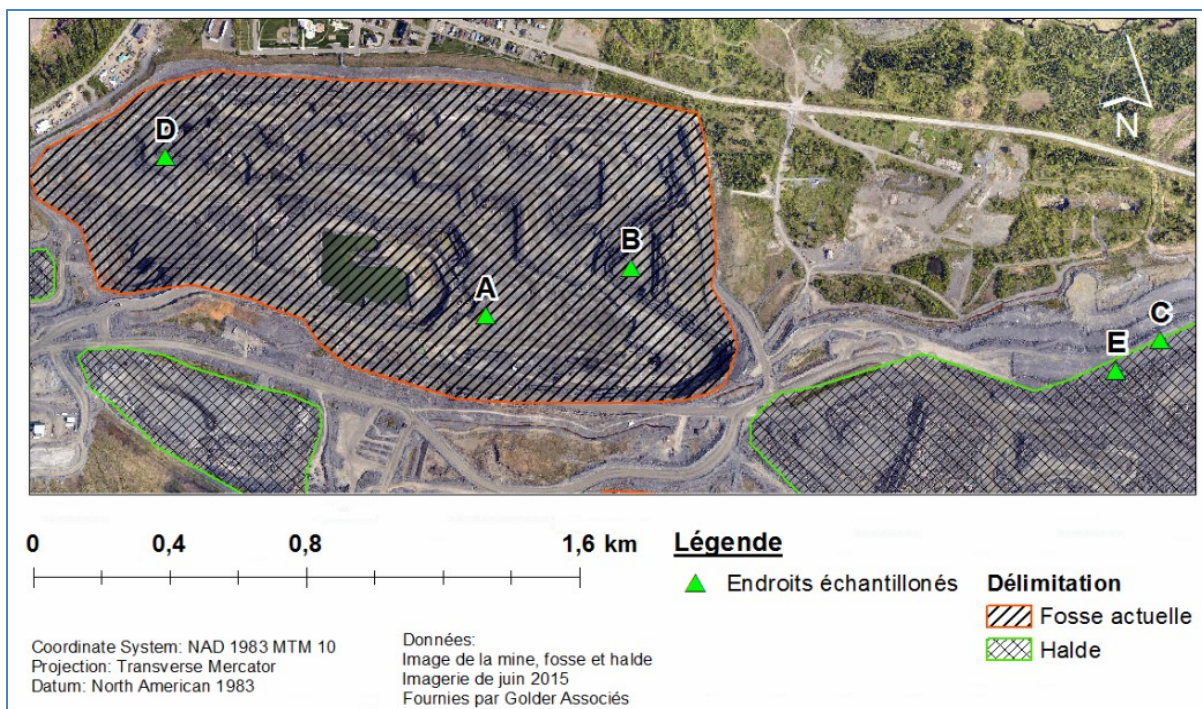 D
B
A
C
E
N
0 0,4 0,8 1,6 km
Légende
Endroits échantillonés
Délimitation
Fosse actuelle
Halde
Coordinate System: NAD 1983 MTM 10
Projection: Transverse Mercator
Datum: North American 1983
Données:
Image de la mine, fosse et halde
Imagerie de juin 2015
Fournies par Golder Associés